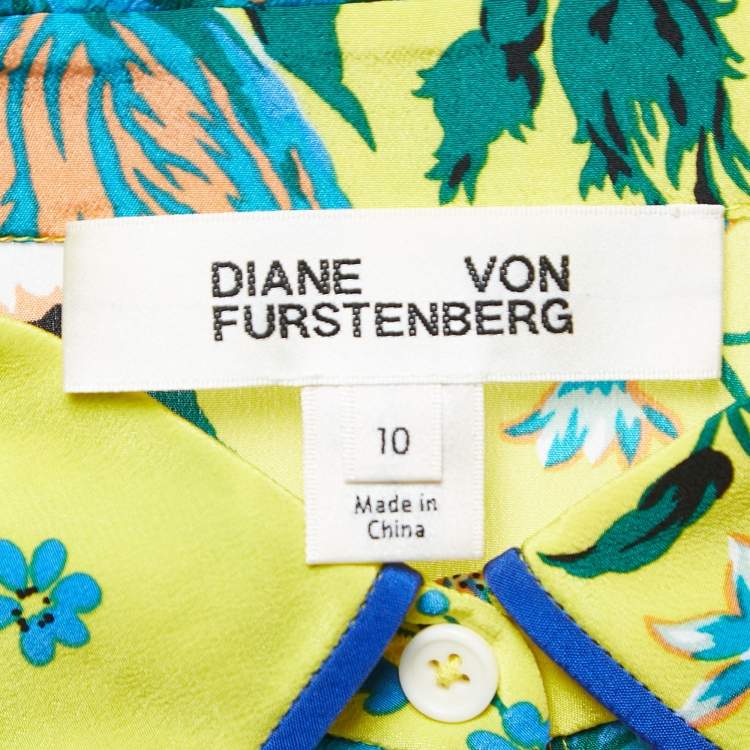 DIANE VON
FURSTENBERG
10
Made in
China